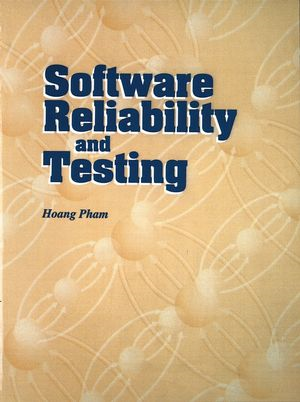 Software
Reliability
and
Testing
Hoang Pham